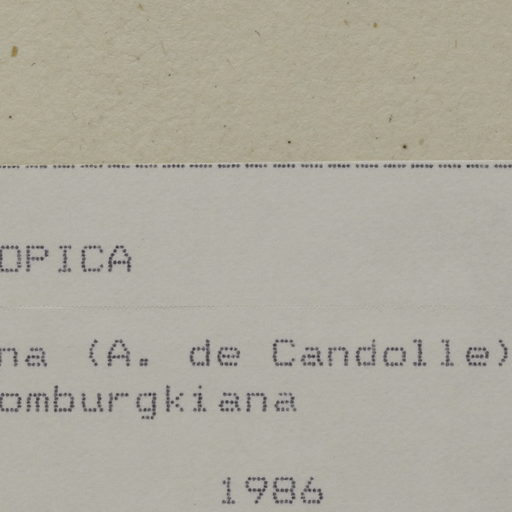 OPICA
na (A. de Candolle)
omburgkiana
1986